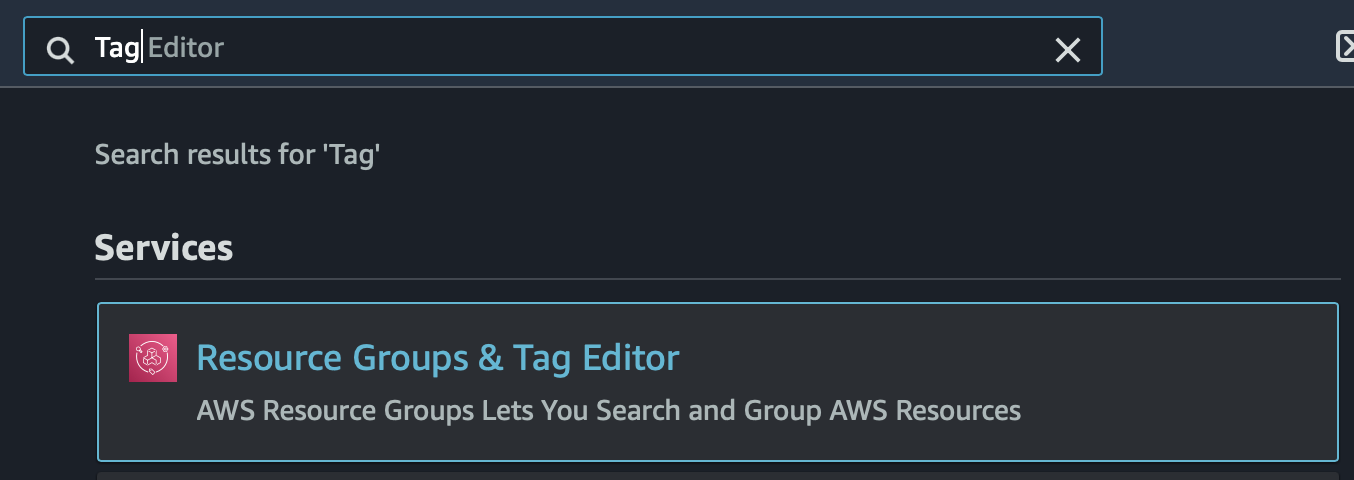 Tag Editor
Search results for 'Tag'
Services
Resource Groups & Tag Editor
AWS Resource Groups Lets You Search and Group AWS Resources